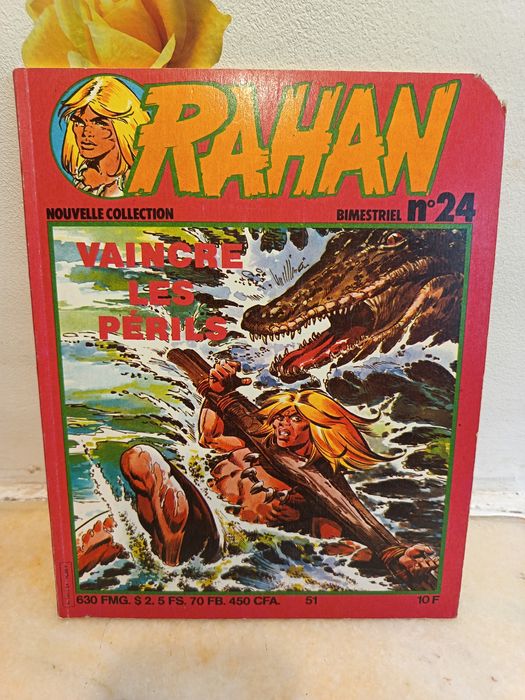 RAHAN
NOUVELLE COLLECTION
BIMESTRIEL n°24
VAINCRE
LES
PÉRILS
630 FMG. $ 2. 5 FS. 70 FB. 450 CFA. 51 10 F